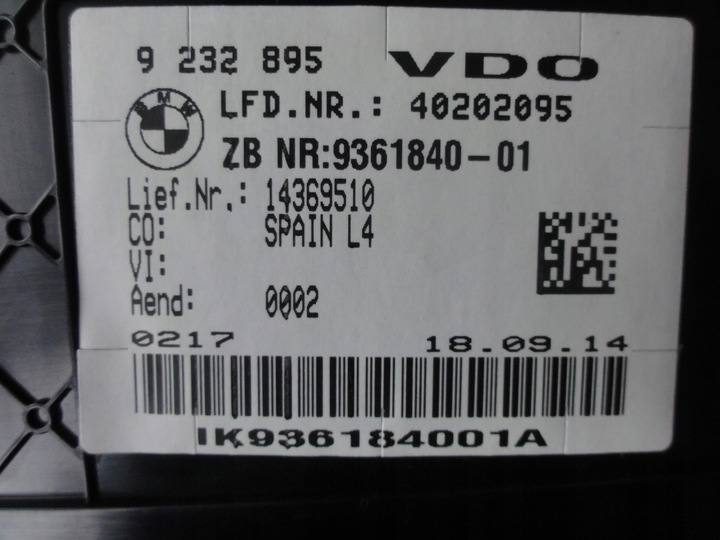 9 232 895 VDO
BMW
LFD.NR.: 40202095
ZB NR:9361840-01
Lief.Nr.: 14369510
CO: SPAIN L4
VI:
Aend: 0002
0217 18.09.14
IK936184001A